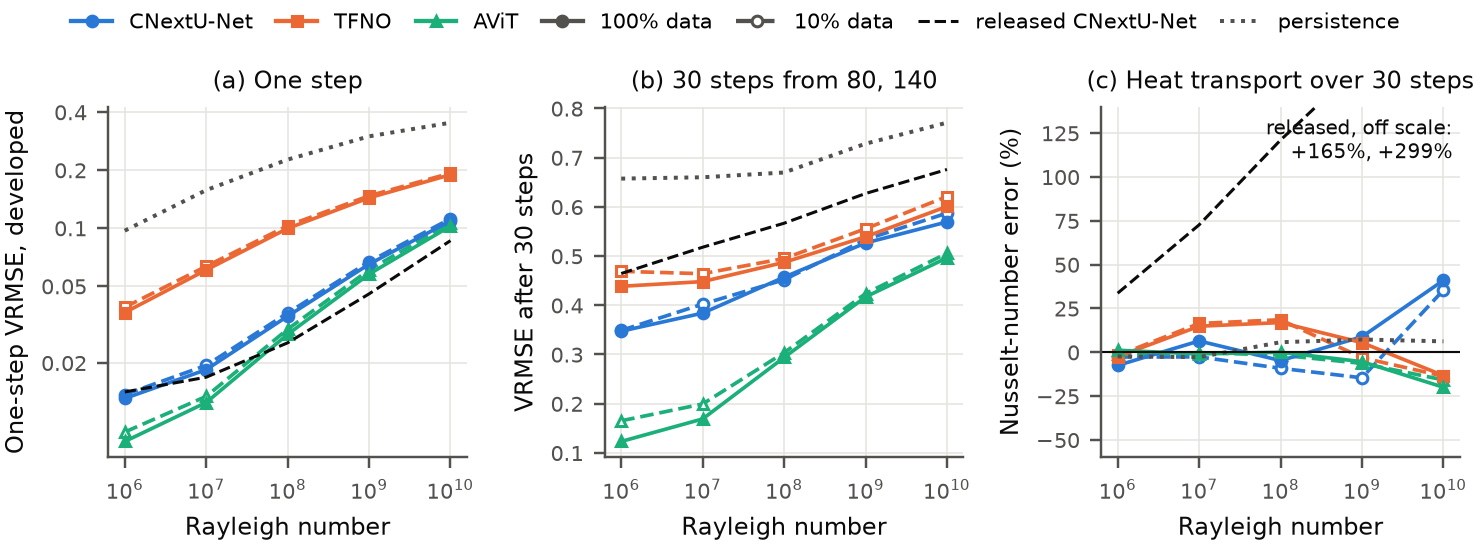 CNextU-Net TFNO AViT 100% data 10% data released CNextU-Net persistence
(a) One step
One-step VRMSE, developed
0.4
0.2
0.1
0.05
0.02
10^6 10^7 10^8 10^9 10^10
Rayleigh number
(b) 30 steps from 80, 140
VRMSE after 30 steps
0.8
0.7
0.6
0.5
0.4
0.3
0.2
0.1
10^6 10^7 10^8 10^9 10^10
Rayleigh number
(c) Heat transport over 30 steps
Nusselt-number error (%)
released, off scale:
+165%, +299%
125
100
75
50
25
0
−25
−50
10^6 10^7 10^8 10^9 10^10
Rayleigh number